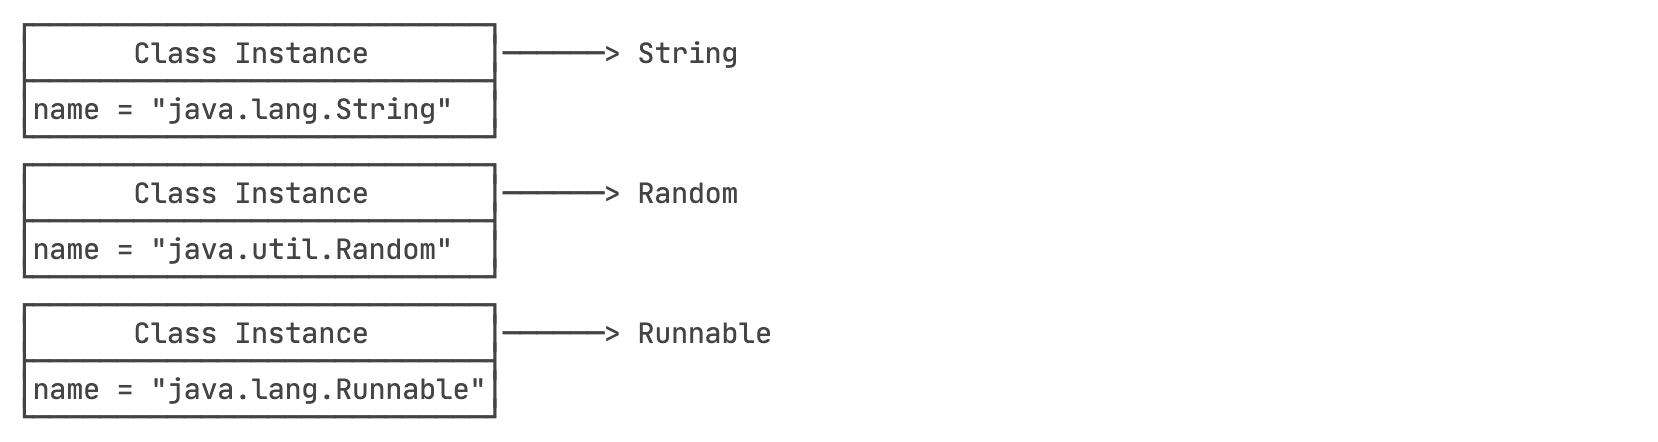 Class Instance ──────> String
name = "java.lang.String"
Class Instance ──────> Random
name = "java.util.Random"
Class Instance ──────> Runnable
name = "java.lang.Runnable"